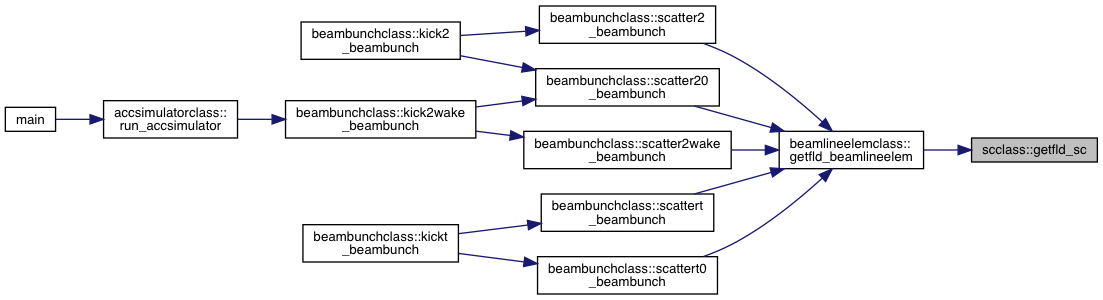 main
accsimulatorclass::
run_accsimulator
beambunchclass::kick2
_beambunch
beambunchclass::kick2wake
_beambunch
beambunchclass::kickt
_beambunch
beambunchclass::scatter2
_beambunch
beambunchclass::scatter20
_beambunch
beambunchclass::scatter2wake
_beambunch
beambunchclass::scattert
_beambunch
beambunchclass::scattert0
_beambunch
beamlineelemclass::
getfld_beamlineelem
scclass::getfld_sc